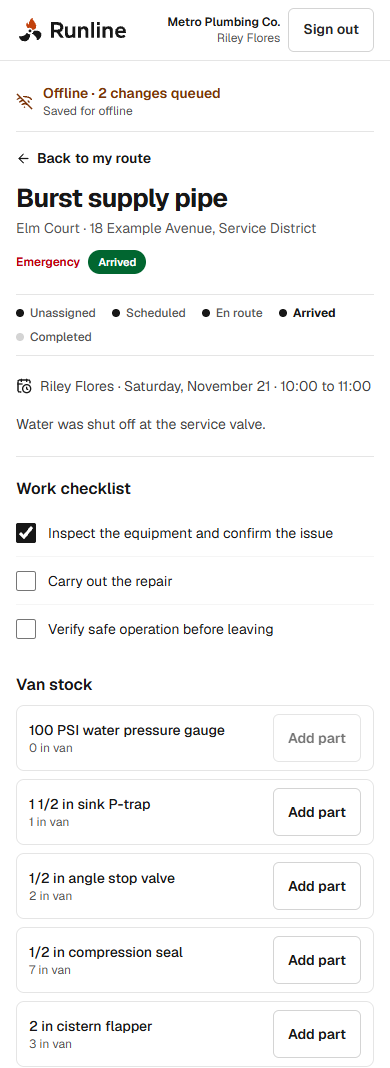 Runline
Metro Plumbing Co.
Riley Flores
Sign out
Offline · 2 changes queued
Saved for offline
Back to my route
Burst supply pipe
Elm Court · 18 Example Avenue, Service District
Emergency
Arrived
Unassigned
Scheduled
En route
Arrived
Completed
Riley Flores · Saturday, November 21 · 10:00 to 11:00
Water was shut off at the service valve.
Work checklist
Inspect the equipment and confirm the issue
Carry out the repair
Verify safe operation before leaving
Van stock
100 PSI water pressure gauge
0 in van
Add part
1 1/2 in sink P-trap
1 in van
Add part
1/2 in angle stop valve
2 in van
Add part
1/2 in compression seal
7 in van
Add part
2 in cistern flapper
3 in van
Add part